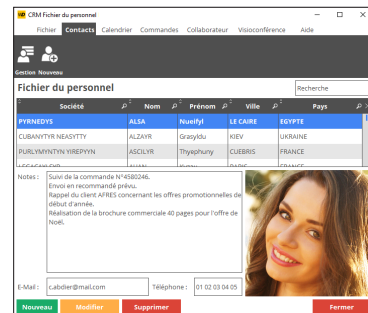 CRM Fichier du personnel
Fichier Contacts Calendrier Commandes Collaborateur Visioconférence Aide
Gestion Nouveau
Fichier du personnel Recherche
Société Nom Prénom Ville Pays
PYRNEDYS ALSA Nueifyl LE CAIRE EGYPTE
CUBANYTYR NEASYTTY ALZAYR Grasyldu KIEV UKRAINE
PURLYMYNTYN YIREPYYN ASCILYR Thyephuny CUEBRIS FRANCE
Notes : Suivi de la commande N°4580246.
Envoi en recommandé prévu.
Rappel du client AFRES concernant les offres promotionnelles de
début d'année.
Réalisation de la brochure commerciale 40 pages pour l'offre de
Noël.
E-Mail : c.abdier@mail.com Téléphone : 01 02 03 04 05
Nouveau Modifier Supprimer Fermer